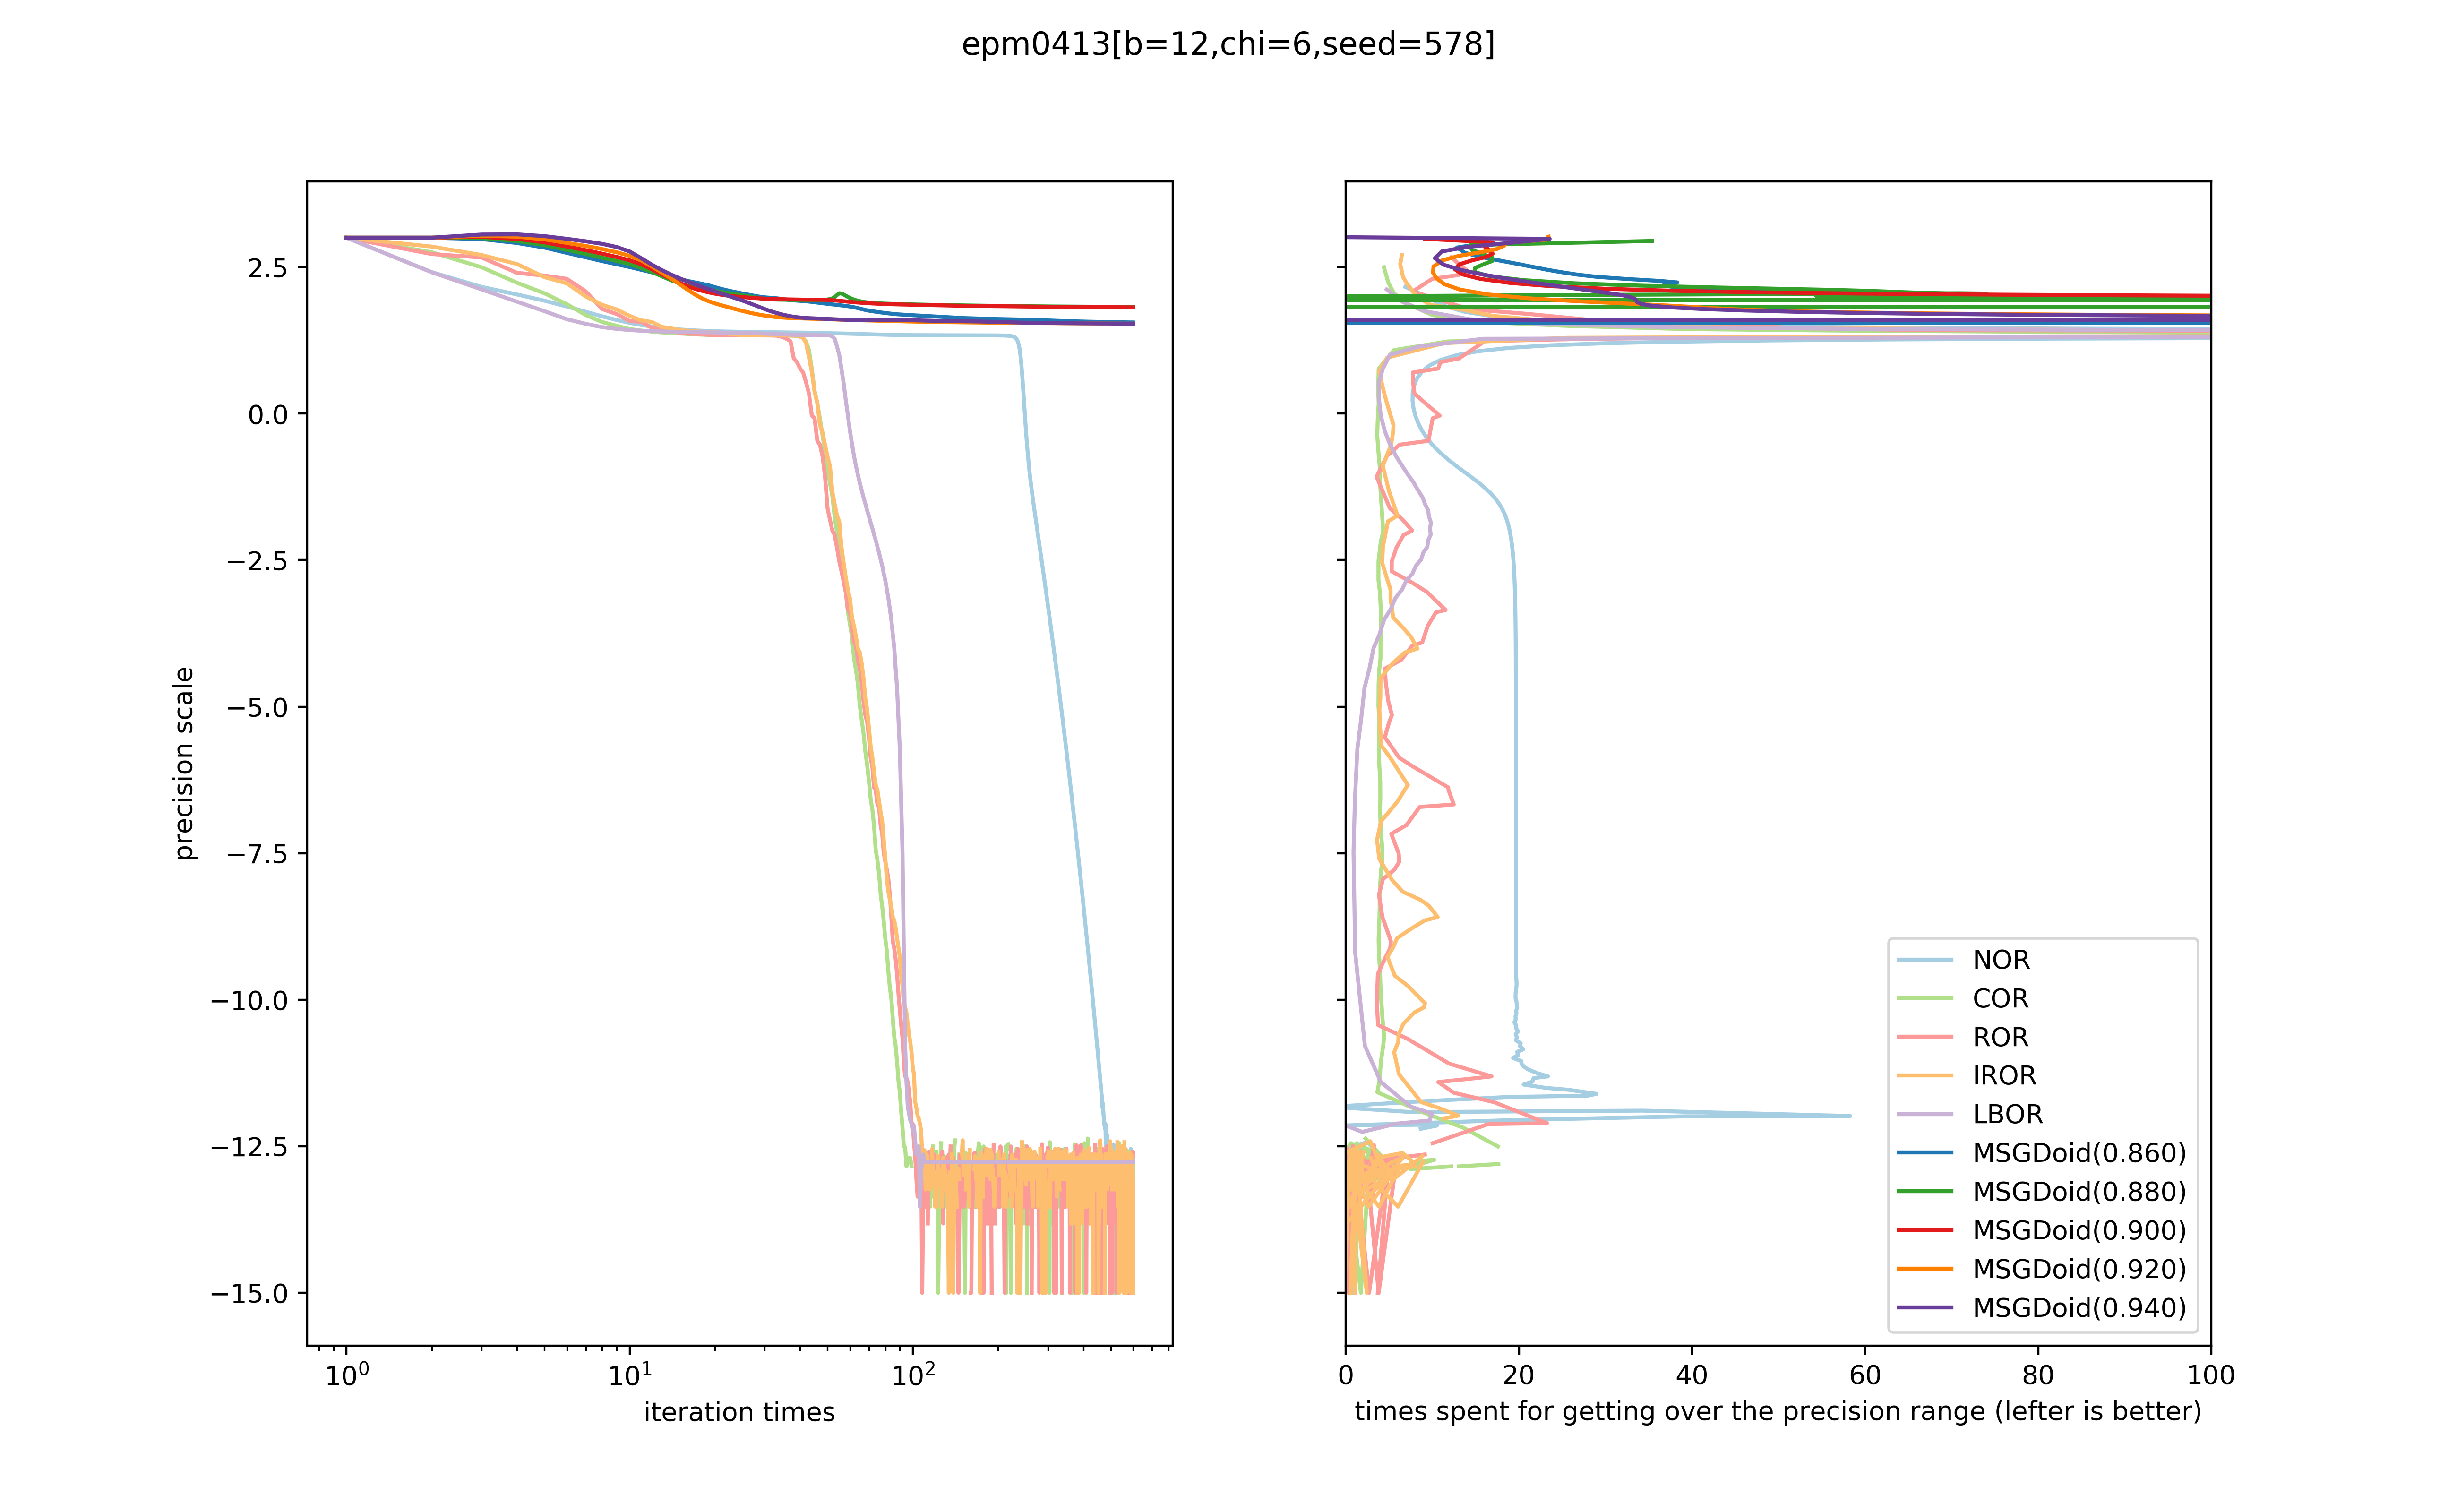 epm0413[b=12,chi=6,seed=578]
precision scale
2.5
0.0
−2.5
−5.0
−7.5
−10.0
−12.5
−15.0
10⁰ 10¹ 10²
iteration times
0 20 40 60 80 100
times spent for getting over the precision range (lefter is better)
NOR
COR
ROR
IROR
LBOR
MSGDoid(0.860)
MSGDoid(0.880)
MSGDoid(0.900)
MSGDoid(0.920)
MSGDoid(0.940)